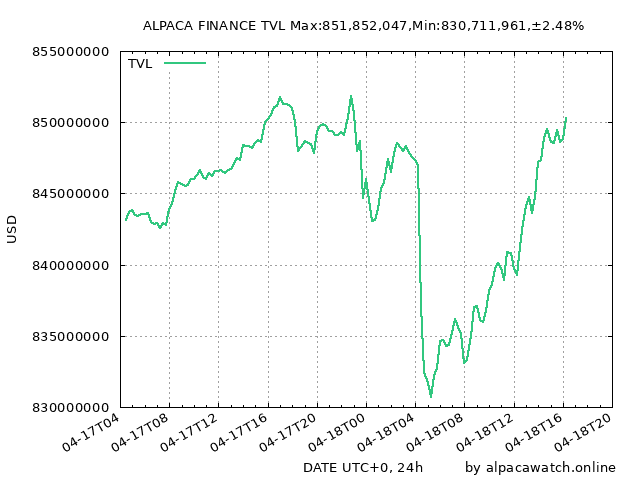 ALPACA FINANCE TVL Max:851,852,047,Min:830,711,961,±2.48%
TVL
855000000
850000000
845000000
840000000
835000000
830000000
USD
04-17T04
04-17T08
04-17T12
04-17T16
04-17T20
04-18T00
04-18T04
04-18T08
04-18T12
04-18T16
04-18T20
DATE UTC+0, 24h
by alpacawatch.online